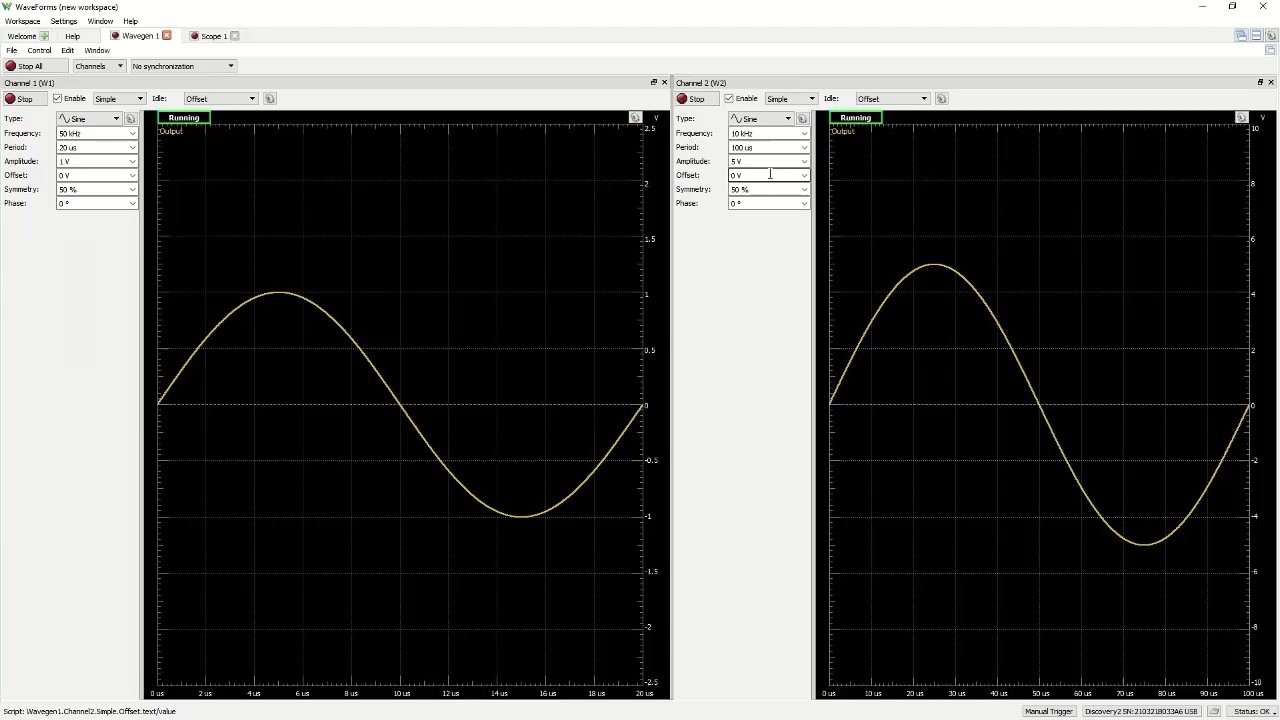 WaveForms (new workspace)
Workspace Settings Window Help
Welcome Help Wavegen 1 Scope 1
File Control Edit Window
Stop All Channels No synchronization
Channel 1 (W1) Channel 2 (W2)
Stop Enable Simple Idle: Offset Stop Enable Simple Idle: Offset
Type: Sine Running V Type: Sine Running
Frequency: 50 kHz Output 2.5 Frequency: 10 kHz Output 10
Period: 20 us Period: 100 us
Amplitude: 1 V Amplitude: 5 V
Offset: 0 V 2 Offset: 0 V 8
Symmetry: 50 % Symmetry: 50 %
Phase: 0 ° Phase: 0 °
1.5 6
1 4
0.5 2
0 0
-0.5 -2
-1 -4
-1.5 -6
-2 -8
-2.5 -10
0 us 2 us 4 us 6 us 8 us 10 us 12 us 14 us 16 us 18 us 20 us 0 us 10 us 20 us 30 us 40 us 50 us 60 us 70 us 80 us 90 us 100 us
Script: Wavegen1.Channel2.Simple.Offset.text/value Manual Trigger Discovery2 SN:210321B033A6 USB Status: OK